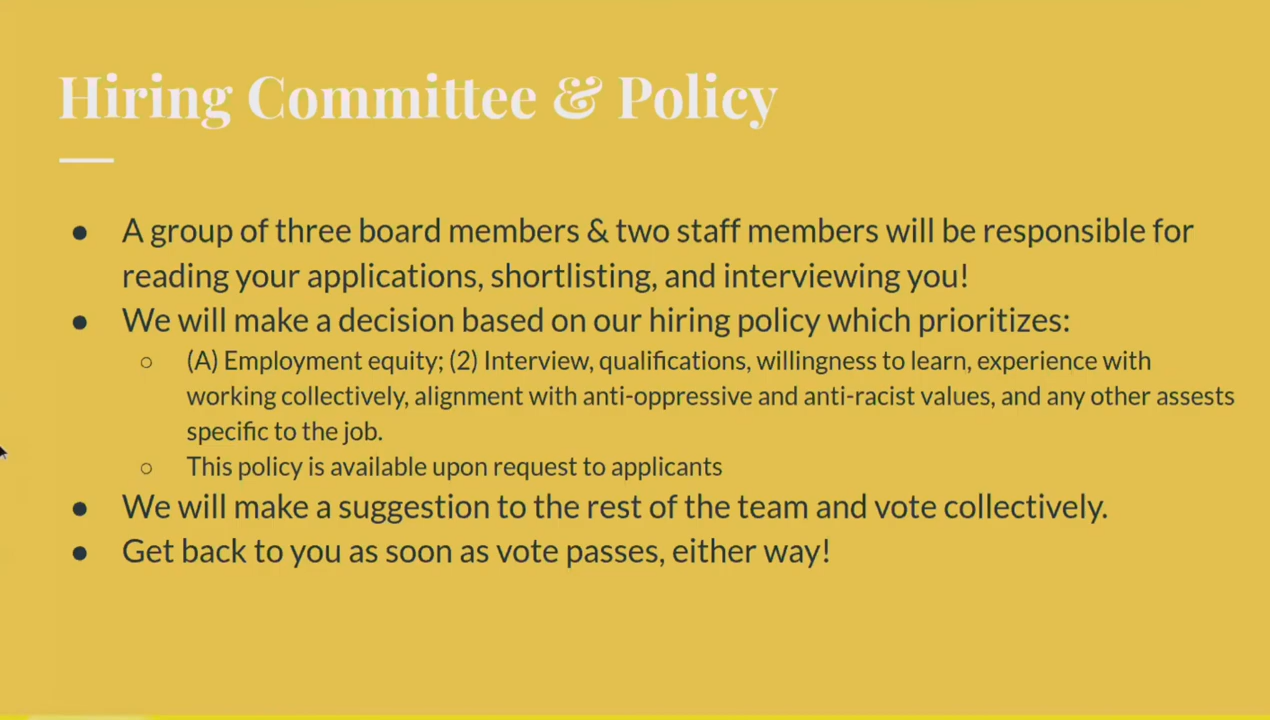 Hiring Committee & Policy
● A group of three board members & two staff members will be responsible for
reading your applications, shortlisting, and interviewing you!
● We will make a decision based on our hiring policy which prioritizes:
○ (A) Employment equity; (2) Interview, qualifications, willingness to learn, experience with
working collectively, alignment with anti-oppressive and anti-racist values, and any other assests
specific to the job.
○ This policy is available upon request to applicants
● We will make a suggestion to the rest of the team and vote collectively.
● Get back to you as soon as vote passes, either way!